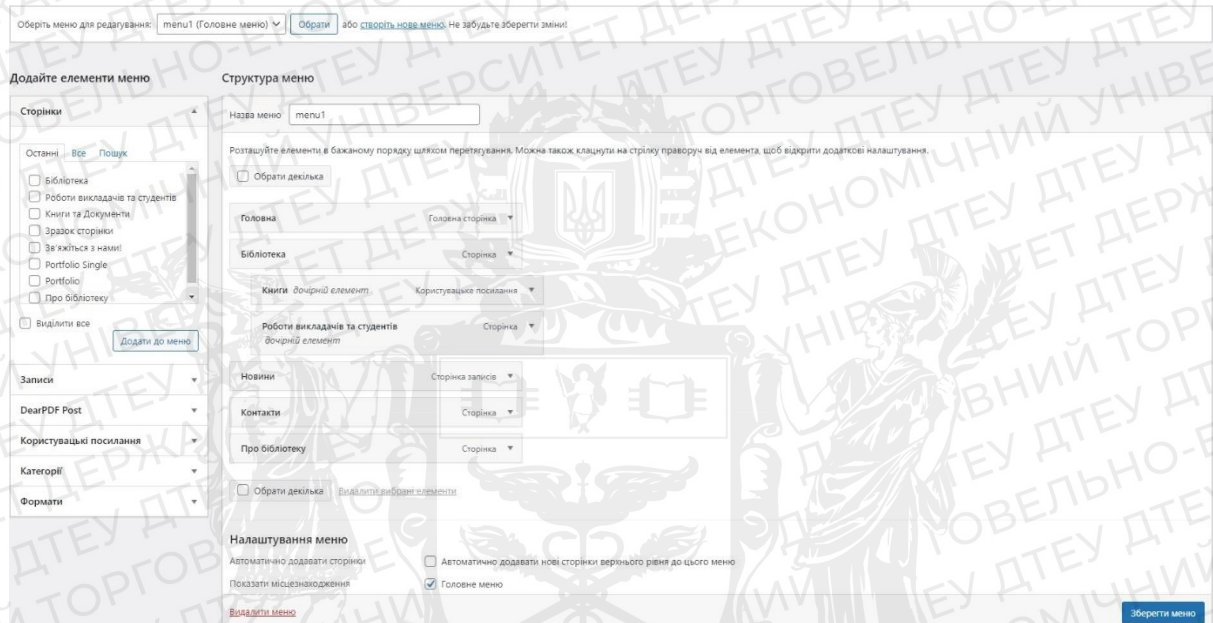 Оберіть меню для редагування: menu1 (Головне меню) Обрати або створіть нове меню. Не забудьте зберегти зміни!
Додайте елементи меню
Сторінки
Останні Все Пошук
Бібліотека
Роботи викладачів та студентів
Книги та Документи
Зразок сторінки
Зв'яжіться з нами!
Portfolio Single
Portfolio
Про бібліотеку
Виділити все
Додати до меню
Записи
DearPDF Post
Користувацькі посилання
Категорії
Формати
Структура меню
Назва меню menu1
Розташуйте елементи в бажаному порядку шляхом перетягування. Можна також клацнути на стрілку праворуч від елемента, щоб відкрити додаткові налаштування.
Обрати декілька
Головна Головна сторінка
Бібліотека Сторінка
Книги дочірній елемент Користувацьке посилання
Роботи викладачів та студентів Сторінка
дочірній елемент
Новини Сторінка записів
Контакти Сторінка
Про бібліотеку Сторінка
Обрати декілька Видалити вибрані елементи
Налаштування меню
Автоматично додавати сторінки Автоматично додавати нові сторінки верхнього рівня до цього меню
Показати місцезнаходження Головне меню
Видалити меню Зберегти меню